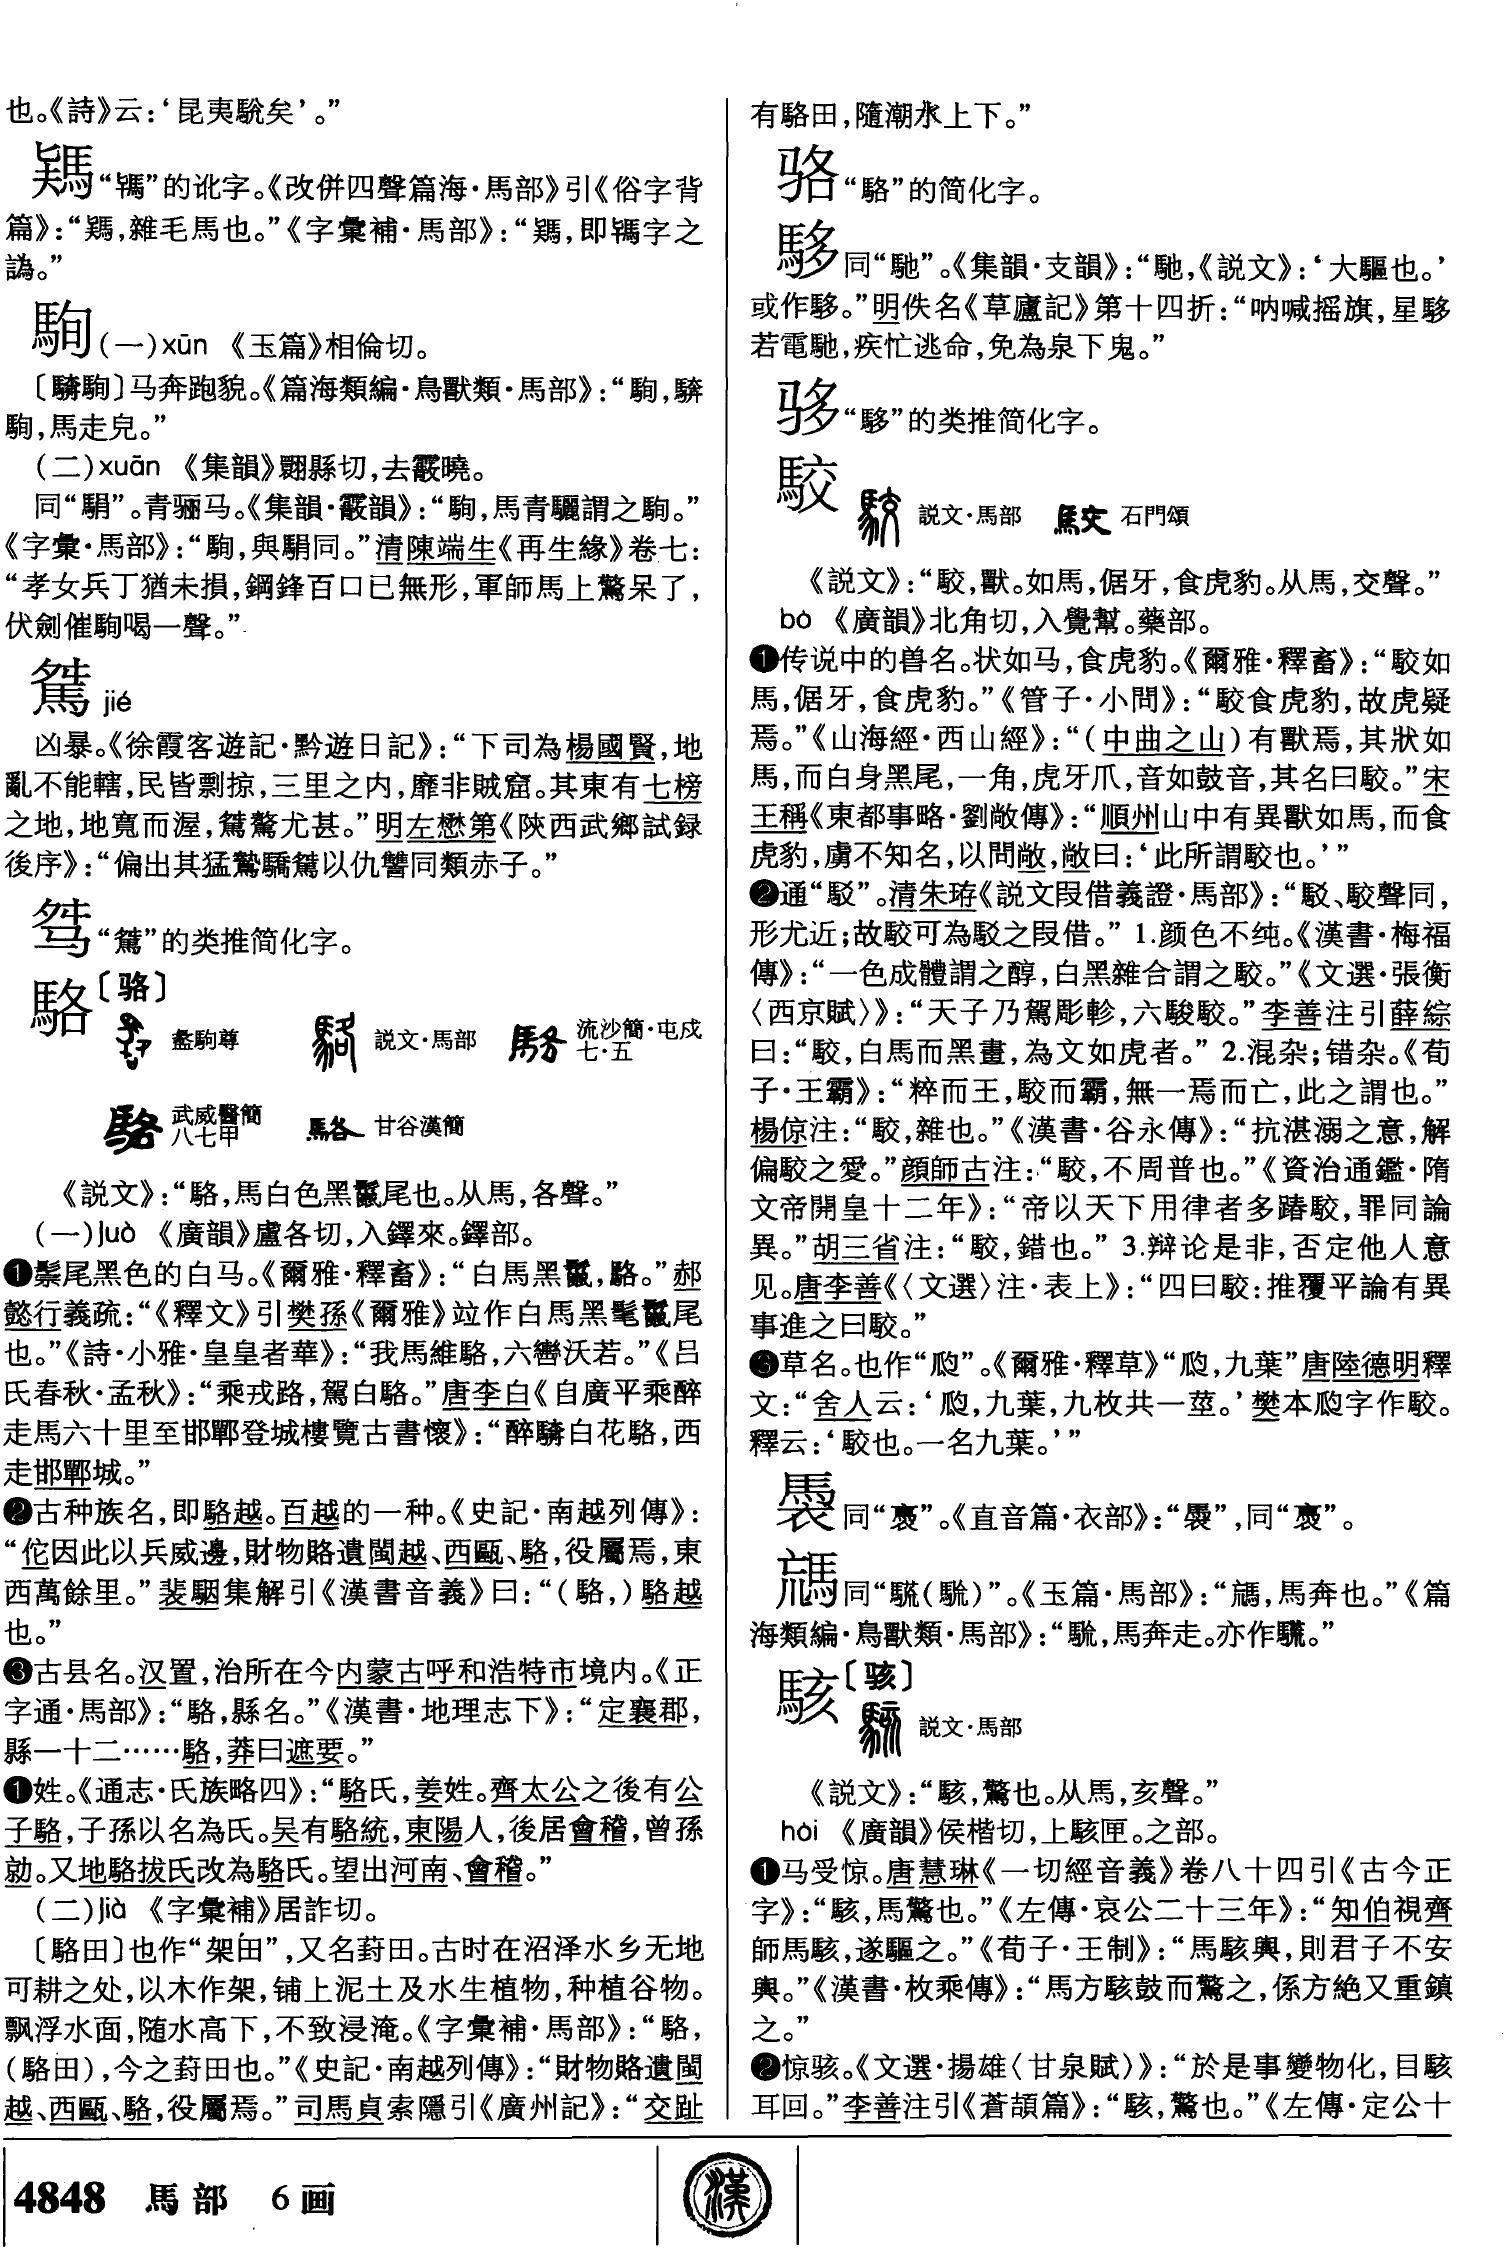 也。《詩》云：‘昆夷駾矣’。”
“䮽”的讹字。《改併四聲篇海·馬部》引《俗字背
篇》：“，雜毛馬也。”《字彙補·馬部》：“，即字之
譌。”
駨(一)xūn 《玉篇》相倫切。
〔騎駨〕马奔跑貌。《篇海類編·鳥獸類·馬部》：“駨，
駨，馬走皃。”
(二)xuān 《集韻》翾縣切，去霰曉。
同“駽”。青骊马。《集韻·霰韻》：“駨，馬青驪謂之駨。”
《字彙·馬部》：“駨，與駽同。”清陳端生《再生緣》卷七：
“孝女兵丁猶未損，鋼鋒百口已無形，軍師馬上驚呆了，
伏劍催駨喝一聲。”
jié
凶暴。《徐霞客遊記·黔遊日記》：“下司為楊國賢，地
亂不能轄，民皆剽掠，三里之内，靡非賊窟。其東有七榜
之地，地寬而渥，驁尤甚。”明左懋第《陝西武鄉試録
後序》：“偏出其猛鷙驕以仇讐同類赤子。”
“”的类推简化字。
駱〔骆〕
盠駒尊 説文·馬部 流沙簡·屯戍七·五
武威醫簡八七甲 甘谷漢簡
《説文》：“駱，馬白色黑鬣尾也。从馬，各聲。”
(一)luò 《廣韻》盧各切，入鐸來。鐸部。
❶鬃尾黑色的白马。《爾雅·釋畜》：“白馬黑鬣，駱。”郝
懿行義疏：“《釋文》引樊孫《爾雅》竝作白馬黑髦鬣尾
也。”《詩·小雅·皇皇者華》：“我馬維駱，六轡沃若。”《吕
氏春秋·孟秋》：“乘戎路，駕白駱。”唐李白《自廣平乘醉
走馬六十里至邯鄲登城樓覽古書懷》：“醉騎白花駱，西
走邯鄲城。”
❷古种族名，即駱越。百越的一种。《史記·南越列傳》：
“佗因此以兵威邊，財物賂遺閩越、西甌、駱，役屬焉，東
西萬餘里。”裴駰集解引《漢書音義》曰：“（駱，）駱越
也。”
❸古县名。汉置，治所在今内蒙古呼和浩特市境内。《正
字通·馬部》：“駱，縣名。”《漢書·地理志下》：“定襄郡，
縣一十二……駱，莽曰遮要。”
❶姓。《通志·氏族略四》：“駱氏，姜姓。齊太公之後有公
子駱，子孫以名為氏。吴有駱統，東陽人，後居會稽，曾孫
勍。又地駱拔氏改為駱氏。望出河南、會稽。”
(二)jià 《字彙補》居詐切。
〔駱田〕也作“架田”，又名葑田。古时在沼泽水乡无地
可耕之处，以木作架，铺上泥土及水生植物，种植谷物。
飘浮水面，随水高下，不致浸淹。《字彙補·馬部》：“駱，
（駱田），今之葑田也。”《史記·南越列傳》：“財物賂遺閩
越、西甌、駱，役屬焉。”司馬貞索隱引《廣州記》：“交趾
有駱田，隨潮水上下。”
骆“駱”的简化字。
䮈同“馳”。《集韻·支韻》：“馳，《説文》：‘大驅也。’
或作。”明佚名《草廬記》第十四折：“呐喊摇旗，星
若電馳，疾忙逃命，免為泉下鬼。”
“”的类推简化字。
駮 説文·馬部 石門頌
《説文》：“駮，獸。如馬，倨牙，食虎豹。从馬，交聲。”
bó 《廣韻》北角切，入覺幫。藥部。
❶传说中的兽名。状如马，食虎豹。《爾雅·釋畜》：“駮如
馬，倨牙，食虎豹。”《管子·小問》：“駮食虎豹，故虎疑
焉。”《山海經·西山經》：“（中曲之山）有獸焉，其狀如
馬，而白身黑尾，一角，虎牙爪，音如鼓音，其名曰駮。”宋
王稱《東都事略·劉敞傳》：“順州山中有異獸如馬，而食
虎豹，虜不知名，以問敞，敞曰：‘此所謂駮也。’”
❷通“駁”。清朱珔《説文叚借義證·馬部》：“駁、駮聲同，
形尤近；故駮可為駁之叚借。” 1.颜色不纯。《漢書·梅福
傳》：“一色成體謂之醇，白黑雜合謂之駮。”《文選·張衡
〈西京賦〉》：“天子乃駕彫軫，六駿駮。”李善注引薛綜
曰：“駮，白馬而黑畫，為文如虎者。” 2.混杂；错杂。《荀
子·王霸》：“粹而王，駮而霸，無一焉而亡，此之謂也。”
楊倞注：“駮，雜也。”《漢書·谷永傳》：“抗湛溺之意，解
偏駮之愛。”顔師古注：“駮，不周普也。”《資治通鑑·隋
文帝開皇十二年》：“帝以天下用律者多踳駮，罪同論
異。”胡三省注：“駮，錯也。” 3.辩论是非，否定他人意
见。唐李善《〈文選〉注·表上》：“四曰駮：推覆平論有異
事進之曰駮。”
❸草名。也作“瓝”。《爾雅·釋草》“瓝，九葉”唐陸德明釋
文：“舍人云：‘瓝，九葉，九枚共一莖。’樊本瓝字作駮。
釋云：‘駮也。一名九葉。’”
同“褭”。《直音篇·衣部》：“”，同“褭”。
同“（駹）”。《玉篇·馬部》：“，馬奔也。”《篇
海類編·鳥獸類·馬部》：“，馬奔走。亦作。”
駭〔骇〕
説文·馬部
《説文》：“駭，驚也。从馬，亥聲。”
hài 《廣韻》侯楷切，上駭匣。之部。
❶马受惊。唐慧琳《一切經音義》卷八十四引《古今正
字》：“駭，馬驚也。”《左傳·哀公二十三年》：“知伯視齊
師馬駭，遂驅之。”《荀子·王制》：“馬駭輿，則君子不安
輿。”《漢書·枚乘傳》：“馬方駭鼓而驚之，係方絶又重鎮
之。”
❷惊骇。《文選·揚雄〈甘泉賦〉》：“於是事變物化，目駭
耳回。”李善注引《蒼頡篇》：“駭，驚也。”《左傳·定公十
4848 馬部 6画
漢